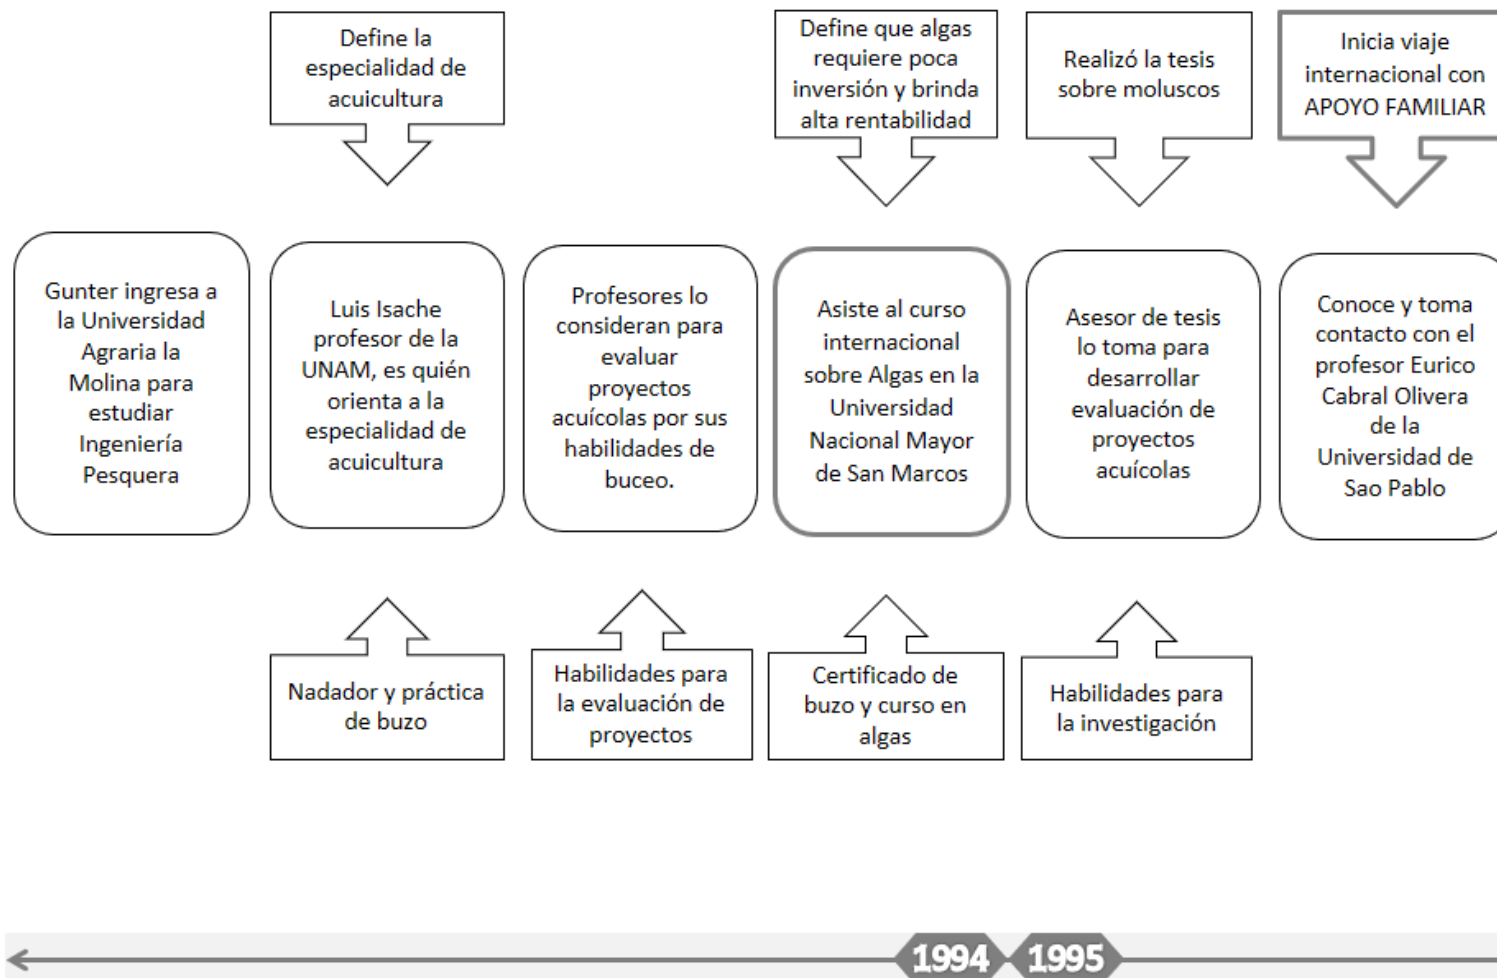 Define la
especialidad de
acuicultura
Define que algas
requiere poca
inversión y brinda
alta rentabilidad
Realizó la tesis
sobre moluscos
Inicia viaje
internacional con
APOYO FAMILIAR
Gunter ingresa a
la Universidad
Agraria la
Molina para
estudiar
Ingeniería
Pesquera
Luis Isache
profesor de la
UNAM, es quién
orienta a la
especialidad de
acuicultura
Profesores lo
consideran para
evaluar
proyectos
acuícolas por sus
habilidades de
buceo.
Asiste al curso
internacional
sobre Algas en la
Universidad
Nacional Mayor
de San Marcos
Asesor de tesis
lo toma para
desarrollar
evaluación de
proyectos
acuícolas
Conoce y toma
contacto con el
profesor Eurico
Cabral Olivera
de la
Universidad de
Sao Pablo
Nadador y práctica
de buzo
Habilidades para
la evaluación de
proyectos
Certificado de
buzo y curso en
algas
Habilidades para
la investigación
1994
1995